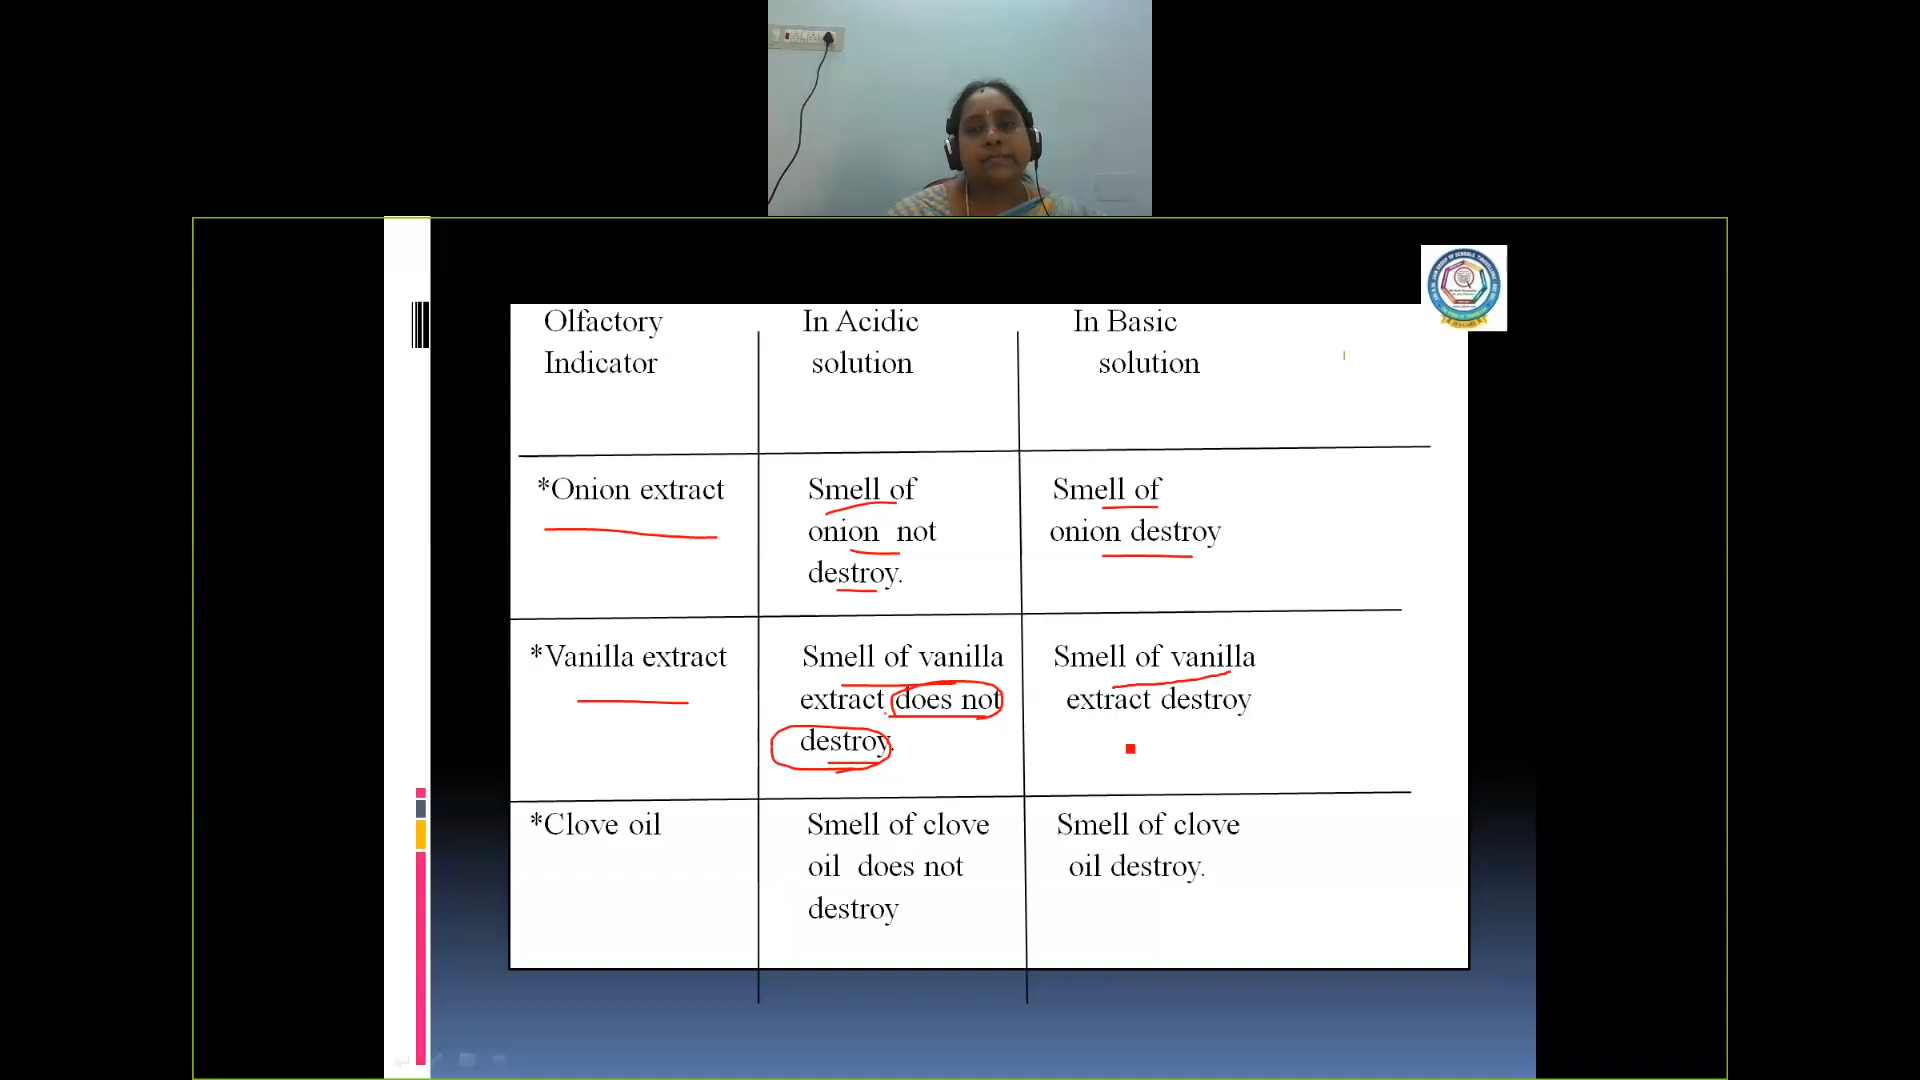 Olfactory
Indicator
In Acidic
solution
In Basic
solution
*Onion extract
Smell of
onion not
destroy.
Smell of
onion destroy
*Vanilla extract
Smell of vanilla
extract does not
destroy.
Smell of vanilla
extract destroy
*Clove oil
Smell of clove
oil does not
destroy
Smell of clove
oil destroy.